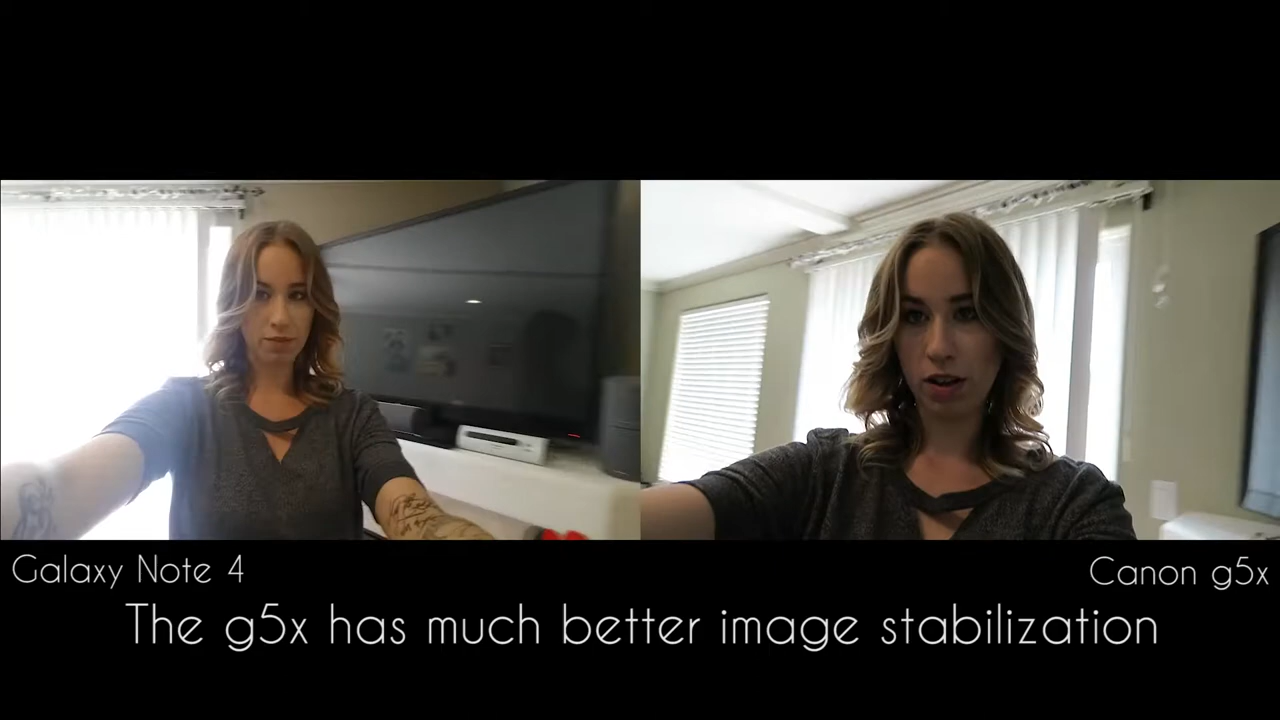 Galaxy Note 4
Canon g5x
The g5x has much better image stabilization